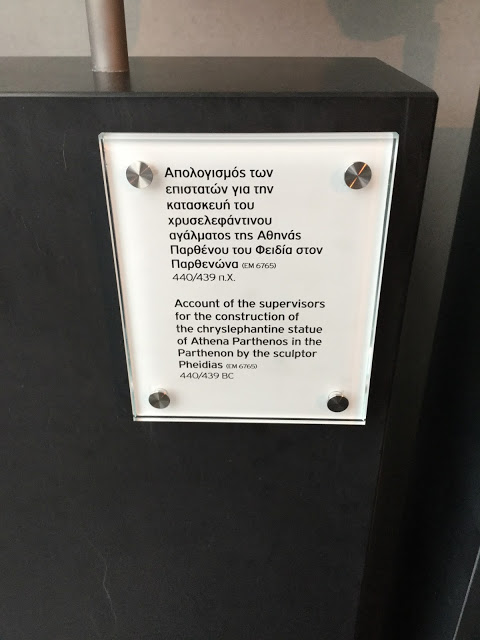 Απολογισμός των
επιστατών για την
κατασκευή του
χρυσελεφάντινου
αγάλματος της Αθηνάς
Παρθένου του Φειδία στον
Παρθενώνα (EM 6765)
440/439 π.Χ.
Account of the supervisors
for the construction of
the chryslephantine statue
of Athena Parthenos in the
Parthenon by the sculptor
Pheidias (EM 6765)
440/439 BC